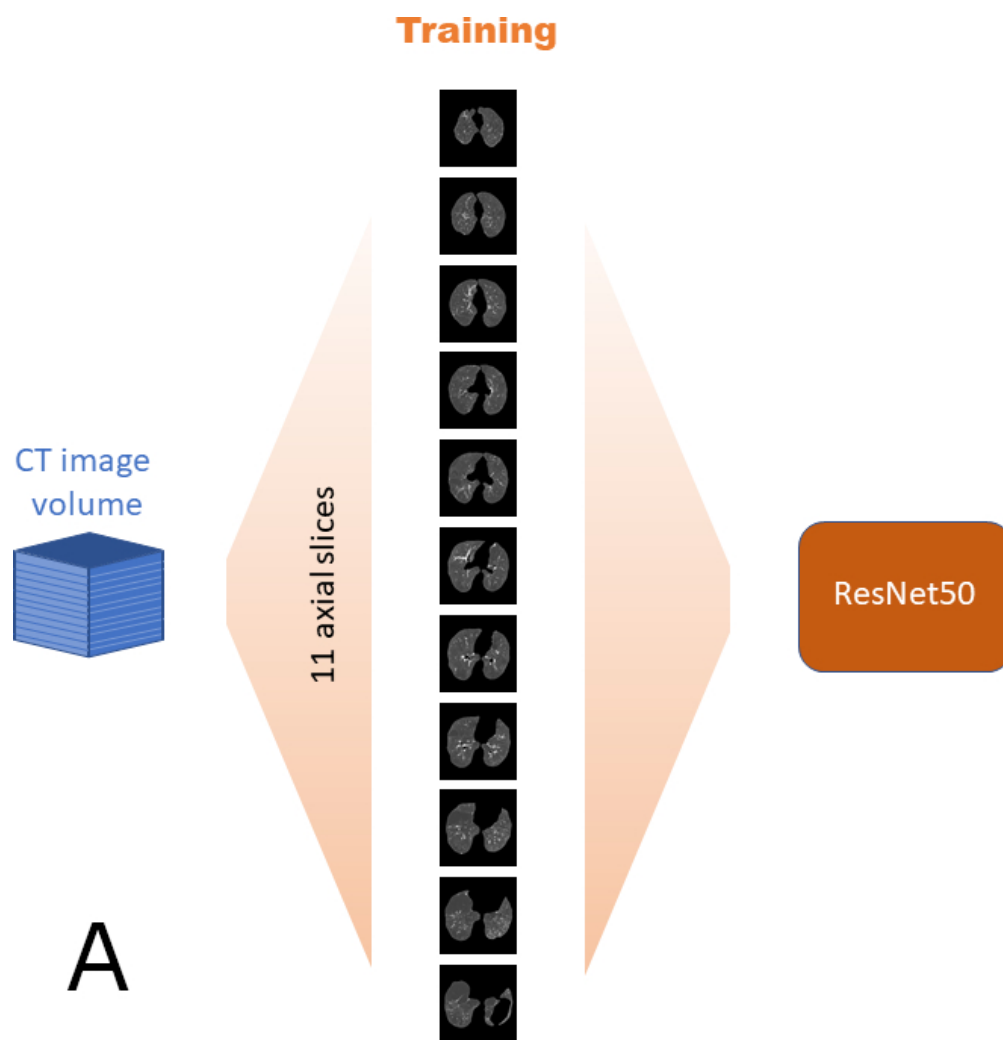 Training
CT image
volume
11 axial slices
ResNet50
A